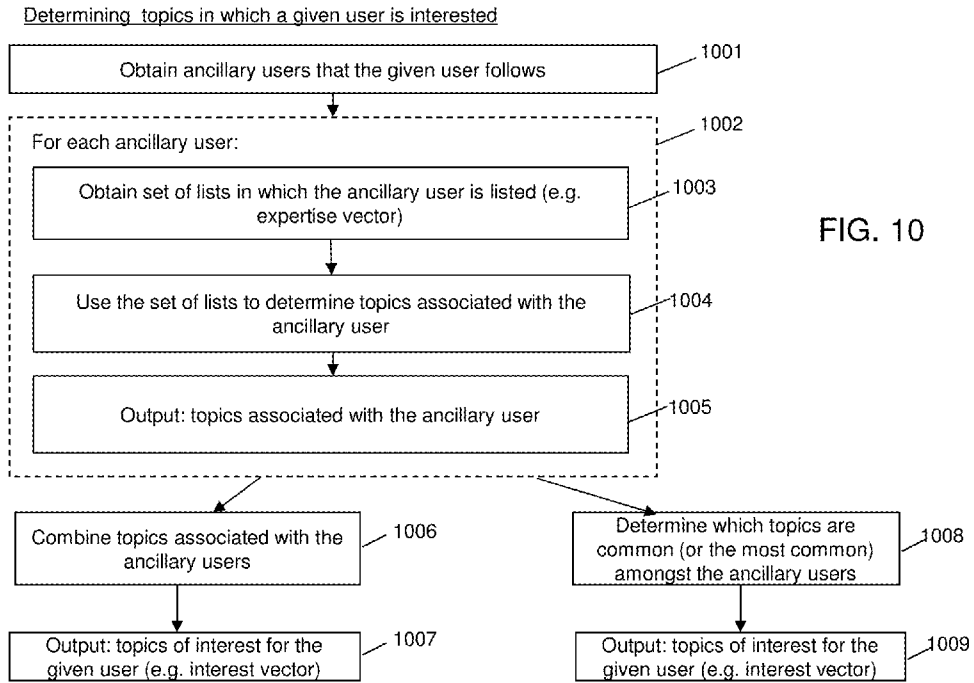 Determining topics in which a given user is interested
Obtain ancillary users that the given user follows
1001
1002
For each ancillary user:
Obtain set of lists in which the ancillary user is listed (e.g.
expertise vector)
1003
FIG. 10
Use the set of lists to determine topics associated with the
ancillary user
1004
Output: topics associated with the ancillary user
1005
Combine topics associated with the
ancillary users
1006
Determine which topics are
common (or the most common)
amongst the ancillary users
1008
Output: topics of interest for the
given user (e.g. interest vector)
1007
Output: topics of interest for the
given user (e.g. interest vector)
1009